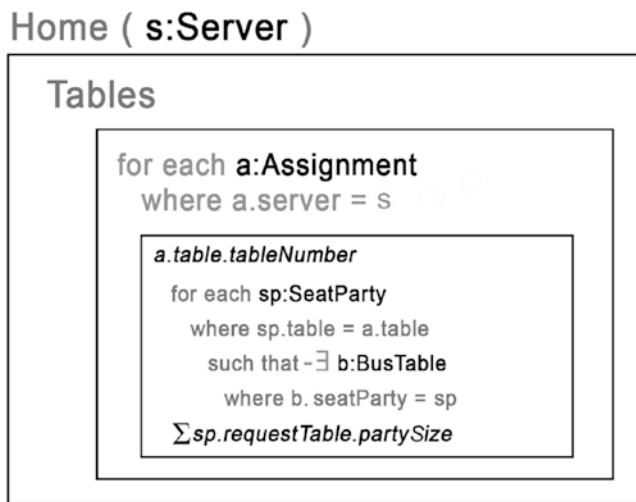 Home ( s:Server )
Tables
for each a:Assignment
where a.server = s
a.table.tableNumber
for each sp:SeatParty
where sp.table = a.table
such that -∃ b:BusTable
where b. seatParty = sp
∑sp.requestTable.partySize